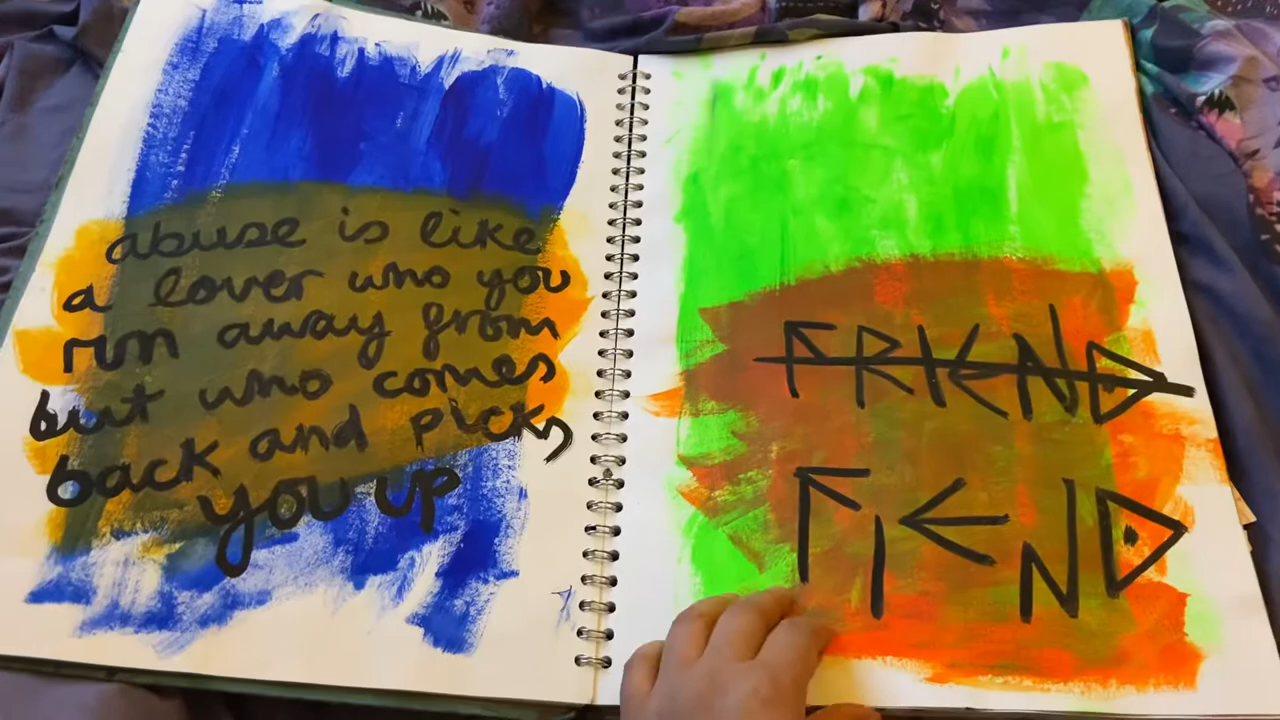 abuse is like
a lover who you
run away from
but who comes
back and picks
you up
FRIEND
FIEND